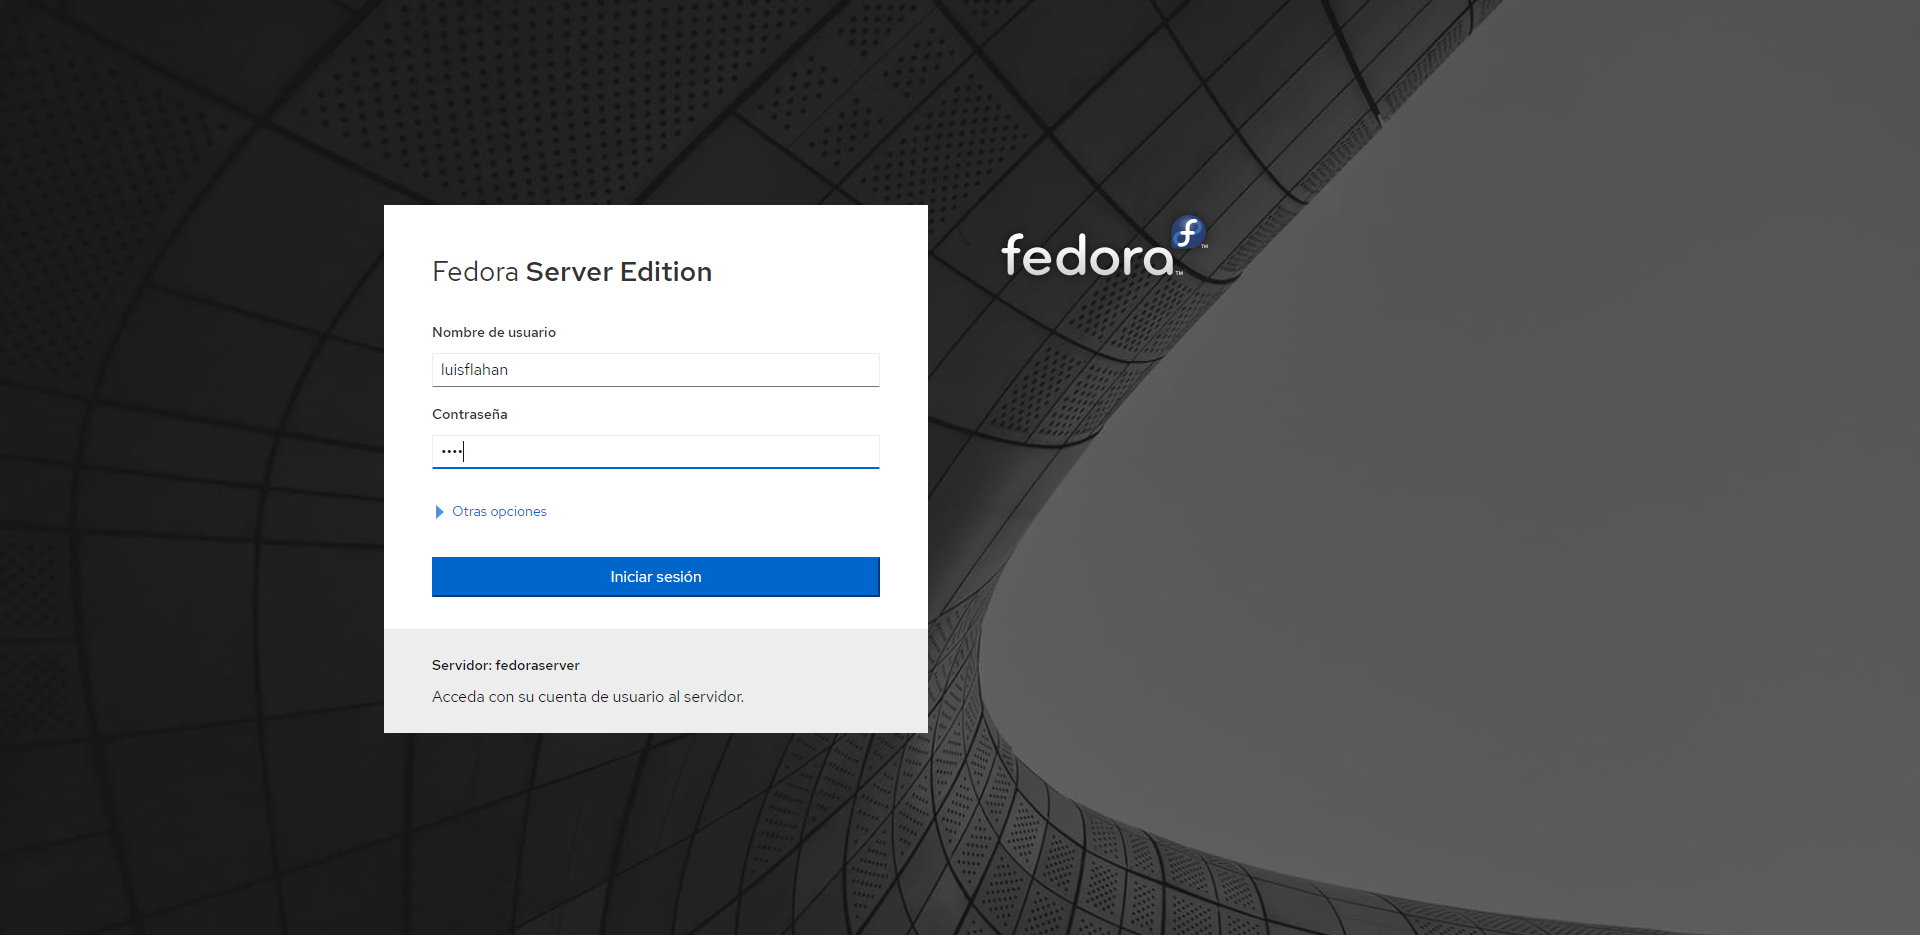 Fedora Server Edition
Nombre de usuario
luisflahan
Contraseña
••••
Otras opciones
Iniciar sesión
Servidor: fedoraserver
Acceda con su cuenta de usuario al servidor.
fedora™